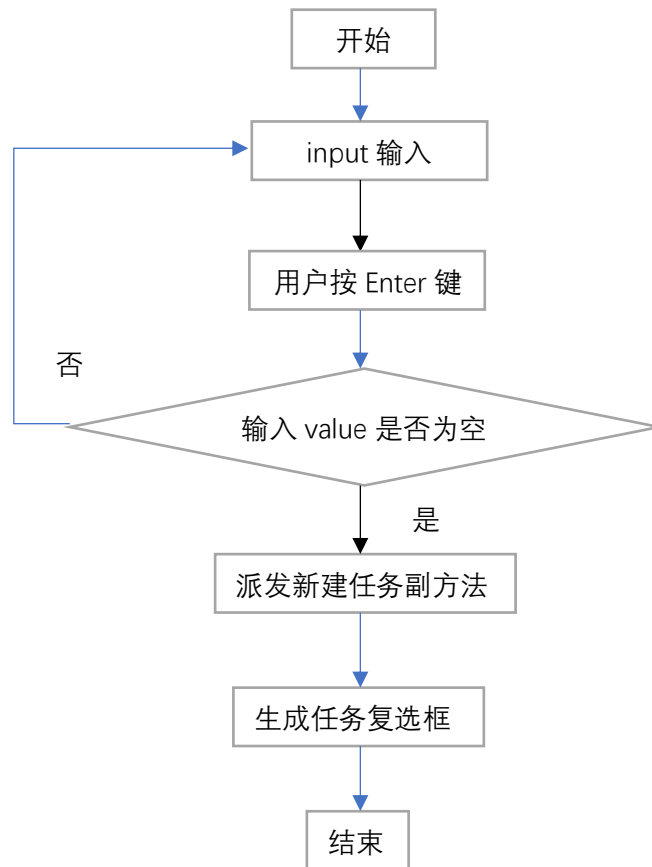 开始
input 输入
用户按 Enter 键
否
输入 value 是否为空
是
派发新建任务副方法
生成任务复选框
结束